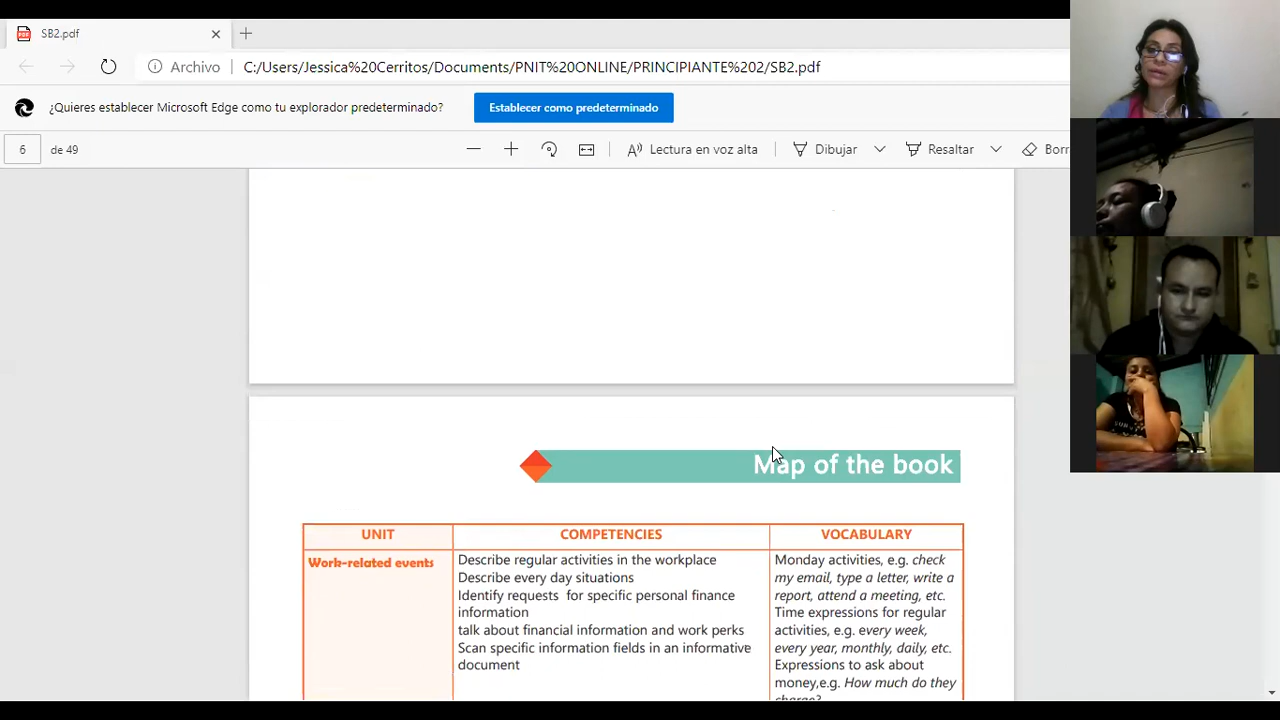 SB2.pdf
Archivo C:/Users/Jessica%20Cerritos/Documents/PNIT%20ONLINE/PRINCIPIANTE%202/SB2.pdf
¿Quieres establecer Microsoft Edge como tu explorador predeterminado? Establecer como predeterminado
6 de 49 Lectura en voz alta Dibujar Resaltar Bor
Map of the book
UNIT COMPETENCIES VOCABULARY
Work-related events
Describe regular activities in the workplace
Describe every day situations
Identify requests for specific personal finance
information
talk about financial information and work perks
Scan specific information fields in an informative
document
Monday activities, e.g. check
my email, type a letter, write a
report, attend a meeting, etc.
Time expressions for regular
activities, e.g. every week,
every year, monthly, daily, etc.
Expressions to ask about
money,e.g. How much do they
charge?